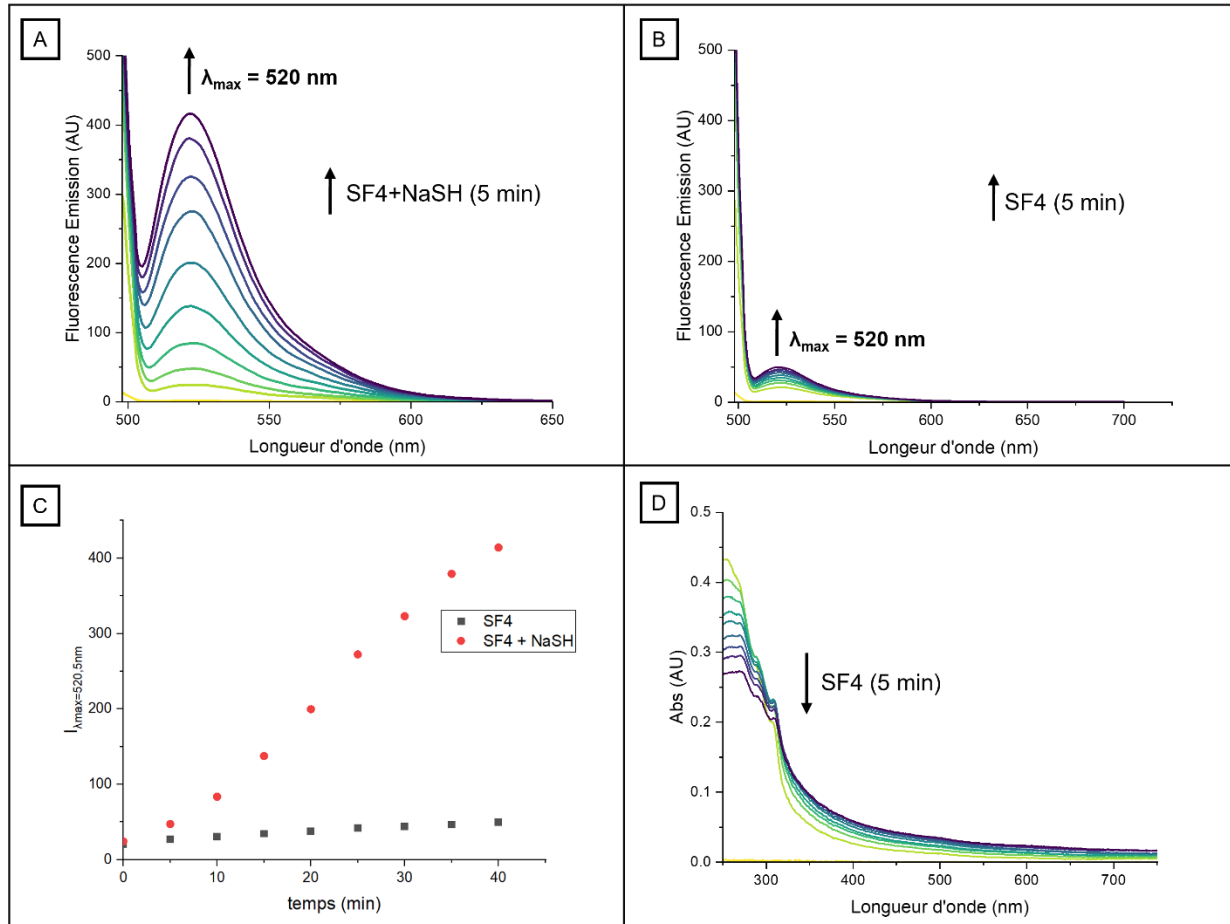 A
500
400
300
200
100
0
Fluorescence Emission (AU)
λmax = 520 nm
SF4+NaSH (5 min)
500
550
600
650
Longueur d'onde (nm)
B
500
400
300
200
100
0
Fluorescence Emission (AU)
SF4 (5 min)
λmax = 520 nm
500
550
600
650
700
Longeur d'onde (nm)
C
400
300
200
100
0
Iλmax=520,5nm
SF4
SF4 + NaSH
0
10
20
30
40
temps (min)
D
0.5
0.4
0.3
0.2
0.1
0.0
Abs (AU)
SF4 (5 min)
300
400
500
600
700
Longueur d'onde (nm)